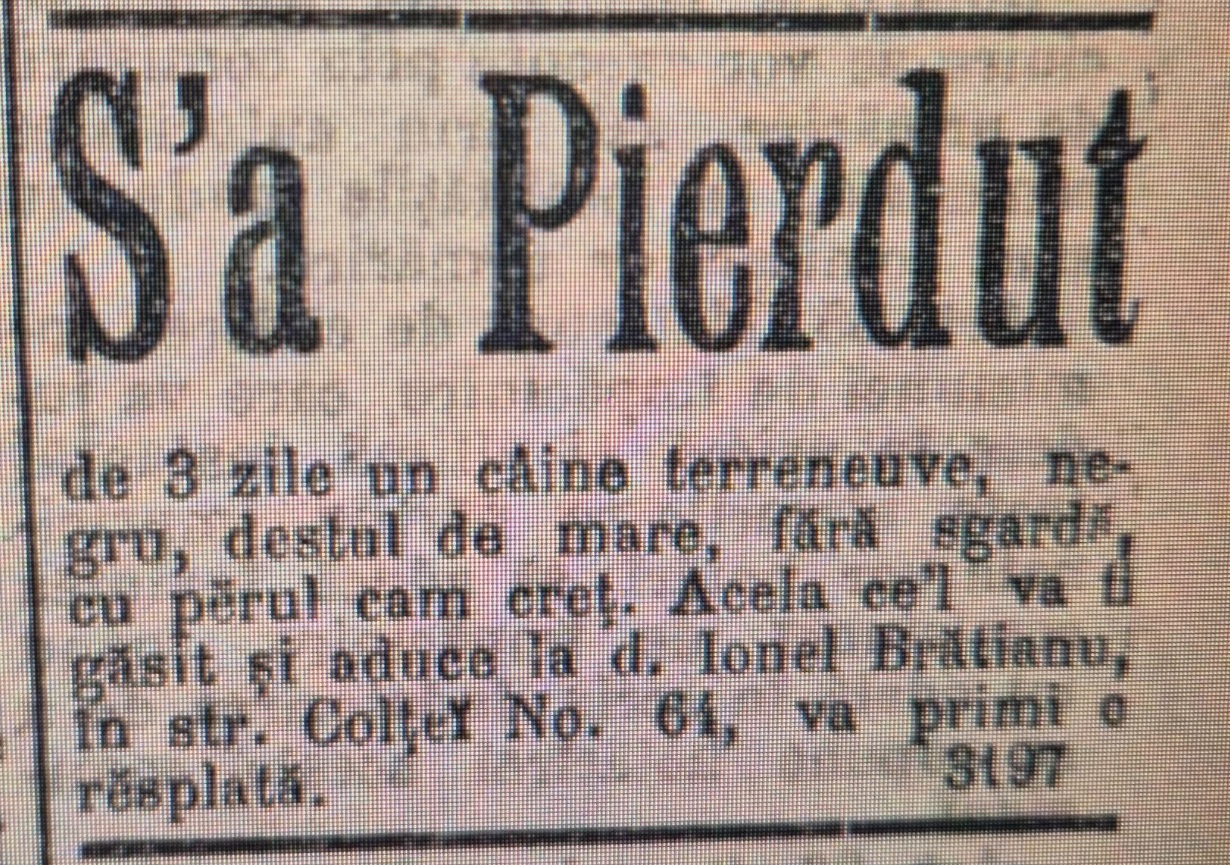 S'a Pierdut
de 3 zile un câine terreneuve, ne-
gru, destul de mare, fără sgardă,
cu pĕrul cam creţ. Acela ce'l va fi
găsit şi aduce la d. Ionel Brătianu,
în str. Colţeĭ No. 64, va primi o
rĕsplată.
3t97